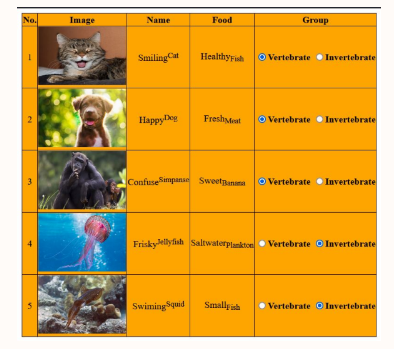 No. Image Name Food Group
1 Smiling Cat Healthy Fish Vertebrate Invertebrate
2 Happy Dog Fresh Meat Vertebrate Invertebrate
3 Confuse Simpanse Sweet Banana Vertebrate Invertebrate
4 Frisky Jellyfish Saltwater Plankton Vertebrate Invertebrate
5 Swiming Squid Small Fish Vertebrate Invertebrate